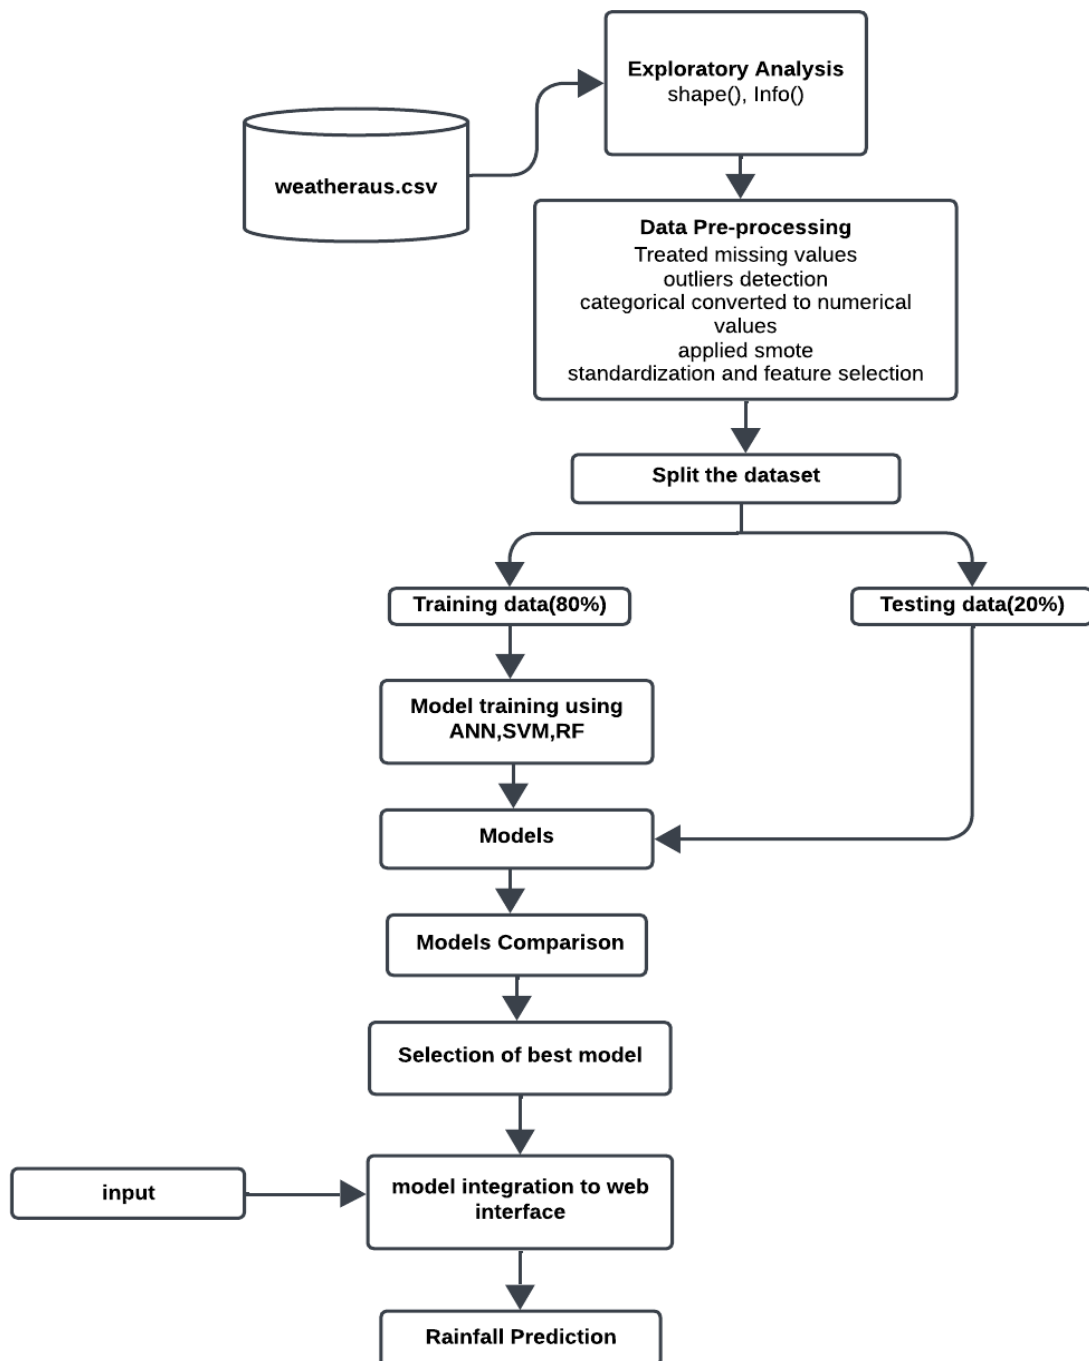 Exploratory Analysis
shape(), Info()
weatheraus.csv
Data Pre-processing
Treated missing values
outliers detection
categorical converted to numerical
values
applied smote
standardization and feature selection
Split the dataset
Training data(80%)
Testing data(20%)
Model training using
ANN,SVM,RF
Models
Models Comparison
Selection of best model
input
model integration to web
interface
Rainfall Prediction